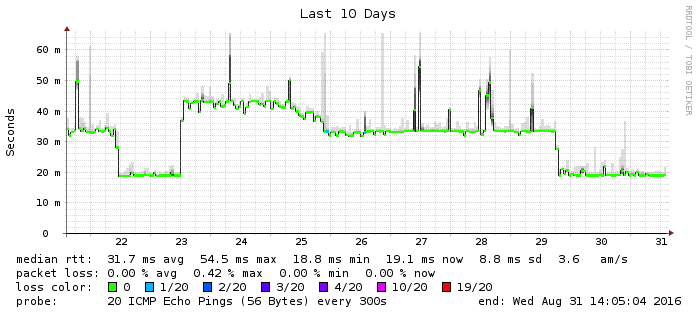 Last 10 Days
RRDTOOL / TOBI OETIKER
Seconds
60 m
50 m
40 m
30 m
20 m
10 m
0
22 23 24 25 26 27 28 29 30 31
median rtt: 31.7 ms avg 54.5 ms max 18.8 ms min 19.1 ms now 8.8 ms sd 3.6 am/s
packet loss: 0.00 % avg 0.42 % max 0.00 % min 0.00 % now
loss color: 0 1/20 2/20 3/20 4/20 10/20 19/20
probe: 20 ICMP Echo Pings (56 Bytes) every 300s end: Wed Aug 31 14:05:04 2016